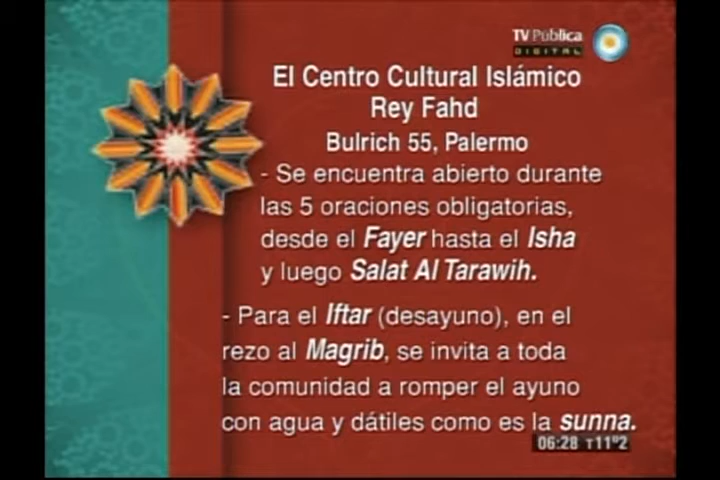 TV Pública
DIGITAL
El Centro Cultural Islámico
Rey Fahd
Bulrich 55, Palermo
- Se encuentra abierto durante
las 5 oraciones obligatorias,
desde el Fayer hasta el Isha
y luego Salat Al Tarawih.
- Para el Iftar (desayuno), en el
rezo al Magrib, se invita a toda
la comunidad a romper el ayuno
con agua y dátiles como es la sunna.
06:28 T11º2